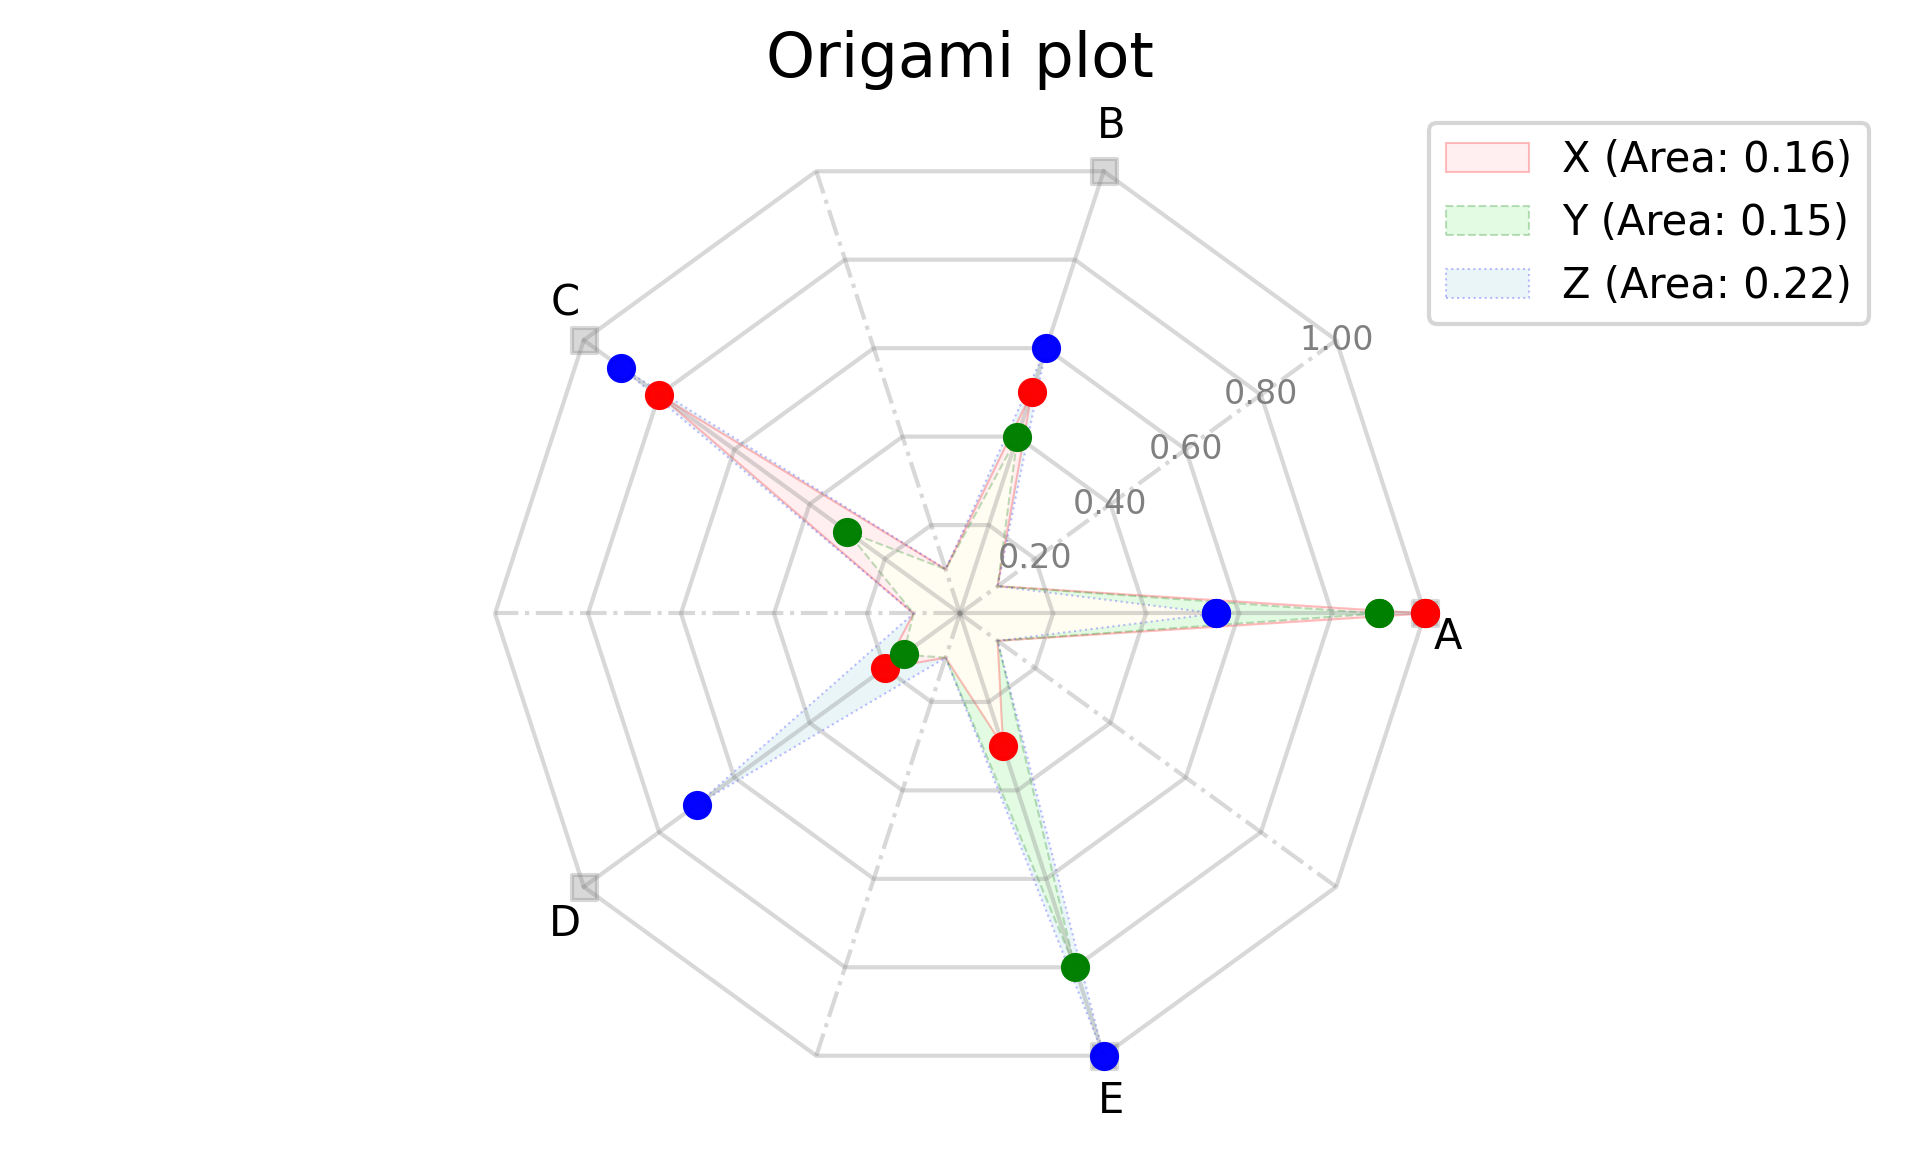 Origami plot
B
X (Area: 0.16)
Y (Area: 0.15)
Z (Area: 0.22)
C
1.00
0.80
0.60
0.40
0.20
A
D
E